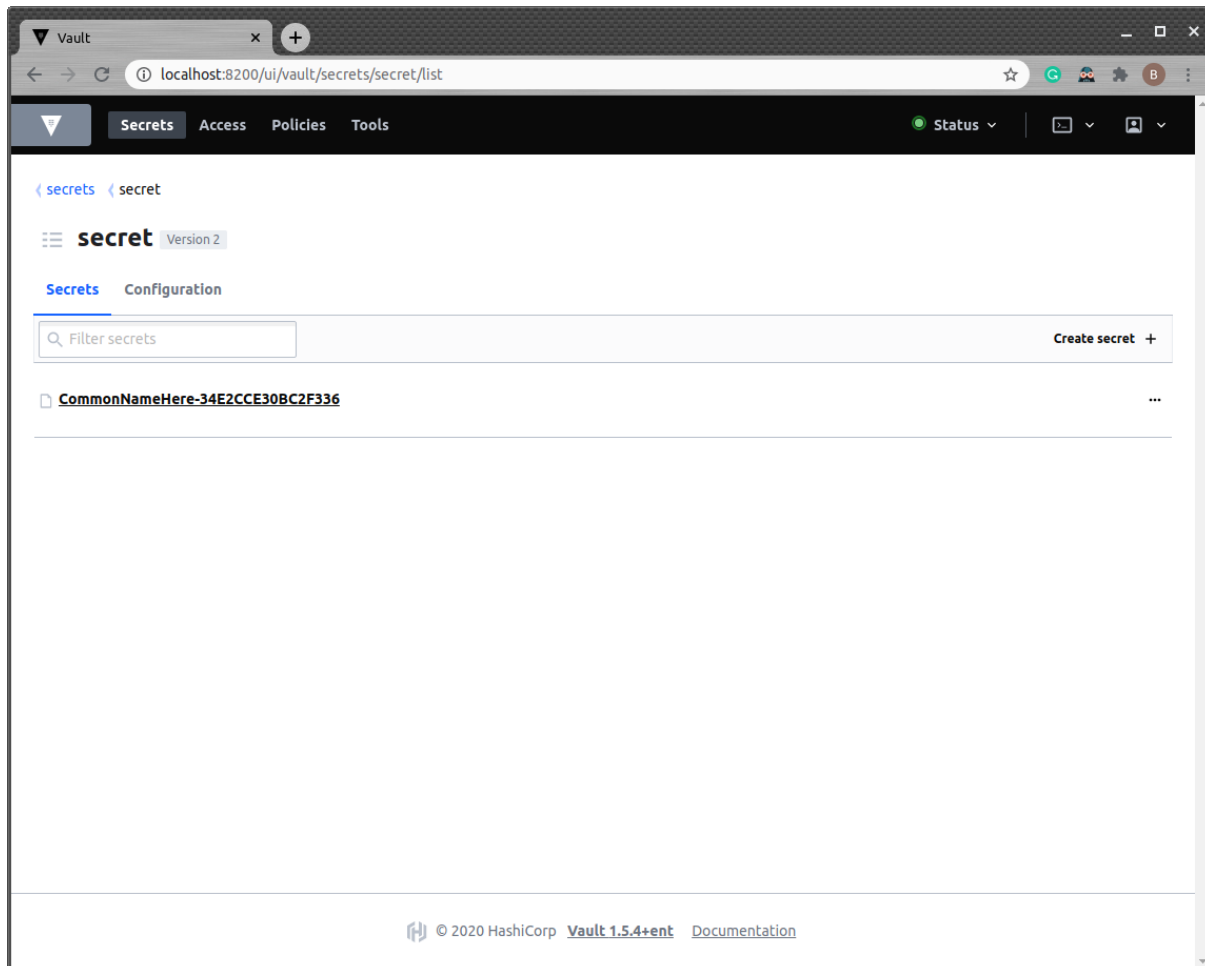 Vault
localhost:8200/ui/vault/secrets/secret/list
G
B
Secrets Access Policies Tools Status
secrets secret
secret Version 2
Secrets Configuration
Filter secrets Create secret +
CommonNameHere-34E2CCE30BC2F336 ...
© 2020 HashiCorp Vault 1.5.4+ent Documentation